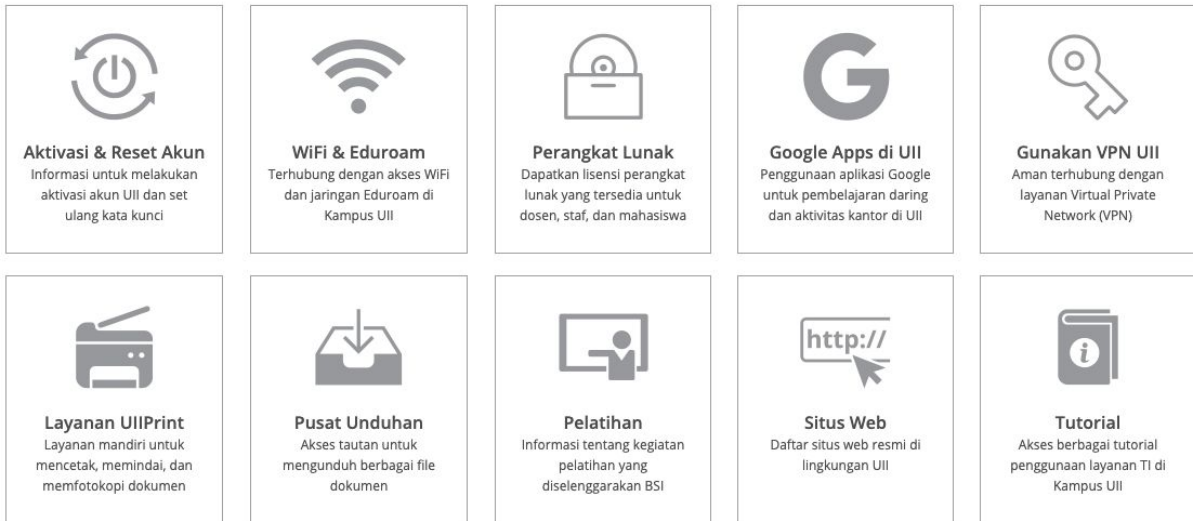 Aktivasi & Reset Akun
Informasi untuk melakukan
aktivasi akun UII dan set
ulang kata kunci
WiFi & Eduroam
Terhubung dengan akses WiFi
dan jaringan Eduroam di
Kampus UII
Perangkat Lunak
Dapatkan lisensi perangkat
lunak yang tersedia untuk
dosen, staf, dan mahasiswa
G
Google Apps di UII
Penggunaan aplikasi Google
untuk pembelajaran daring
dan aktivitas kantor di UII
Gunakan VPN UII
Aman terhubung dengan
layanan Virtual Private
Network (VPN)
Layanan UIIPrint
Layanan mandiri untuk
mencetak, memindai, dan
memfotokopi dokumen
Pusat Unduhan
Akses tautan untuk
mengunduh berbagai file
dokumen
Pelatihan
Informasi tentang kegiatan
pelatihan yang
diselenggarakan BSI
http://
Situs Web
Daftar situs web resmi di
lingkungan UII
i
Tutorial
Akses berbagai tutorial
penggunaan layanan TI di
Kampus UII